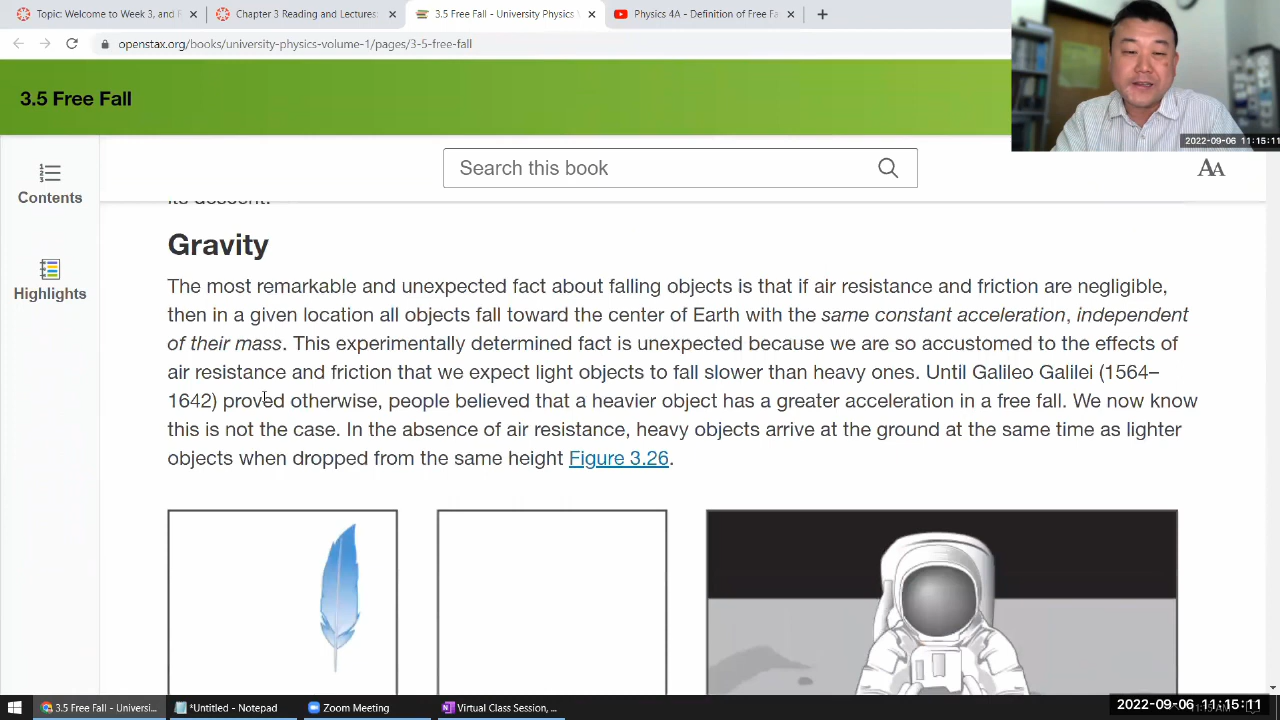 Topic: Welcome to Week 3, and F
Chapter 3 Reading and Lectures
3.5 Free Fall - University Physics V
Physics 4A - Definition of Free Fa
openstax.org/books/university-physics-volume-1/pages/3-5-free-fall
3.5 Free Fall
2022-09-06 11:15:11
Search this book
AA
Contents
Highlights
its descent.
Gravity
The most remarkable and unexpected fact about falling objects is that if air resistance and friction are negligible,
then in a given location all objects fall toward the center of Earth with the same constant acceleration, independent
of their mass. This experimentally determined fact is unexpected because we are so accustomed to the effects of
air resistance and friction that we expect light objects to fall slower than heavy ones. Until Galileo Galilei (1564–
1642) proved otherwise, people believed that a heavier object has a greater acceleration in a free fall. We now know
this is not the case. In the absence of air resistance, heavy objects arrive at the ground at the same time as lighter
objects when dropped from the same height Figure 3.26.
3.5 Free Fall - Universi...
*Untitled - Notepad
Zoom Meeting
Virtual Class Session, ...
2022-09-06 11:15:11